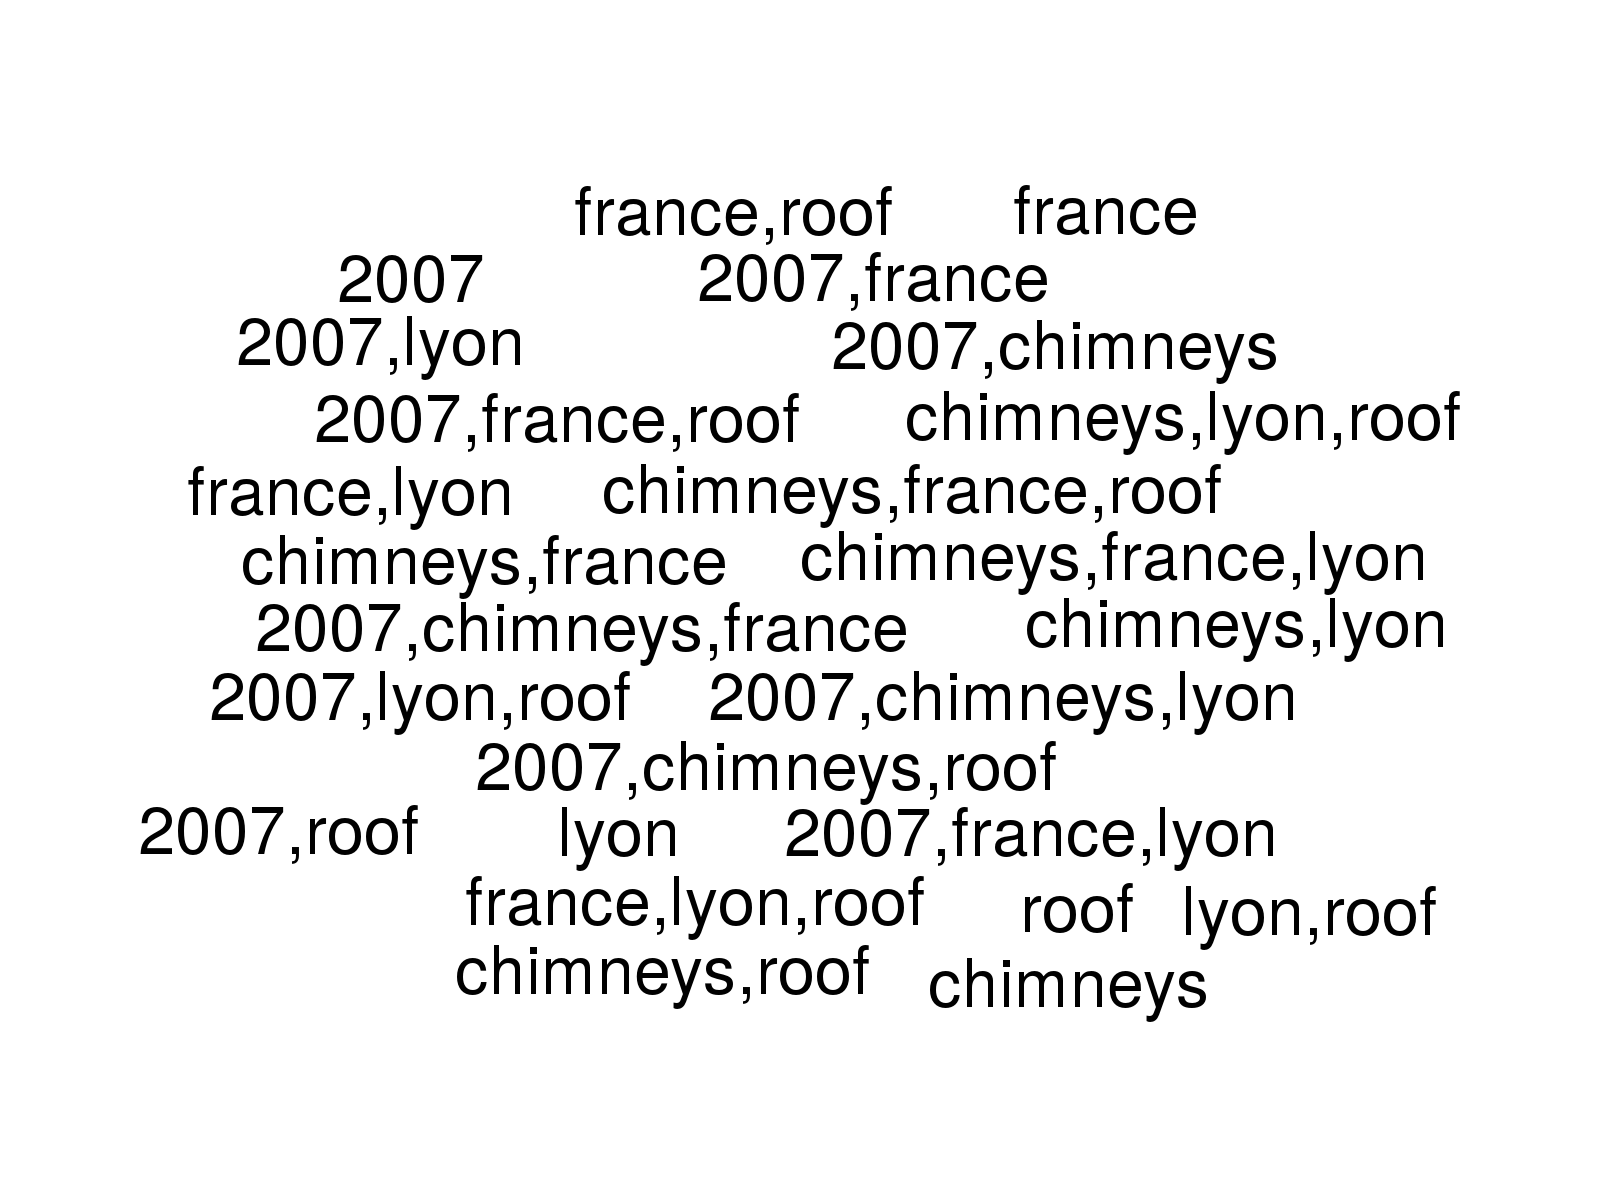 france,roof france
2007 2007,france
2007,lyon 2007,chimneys
2007,france,roof chimneys,lyon,roof
france,lyon chimneys,france,roof
chimneys,france chimneys,france,lyon
2007,chimneys,france chimneys,lyon
2007,lyon,roof 2007,chimneys,lyon
2007,chimneys,roof
2007,roof lyon 2007,france,lyon
france,lyon,roof roof lyon,roof
chimneys,roof chimneys